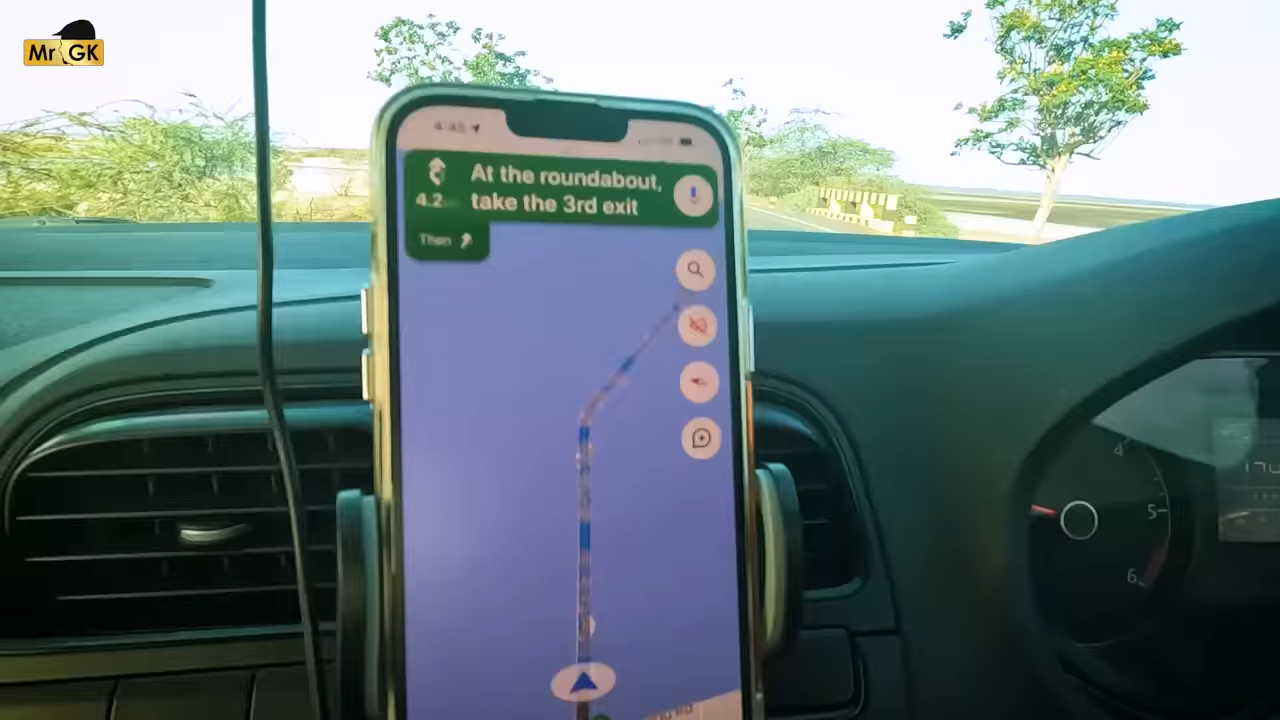 Mr GK
4:45
At the roundabout,
take the 3rd exit
4.2
Then
4
5
6